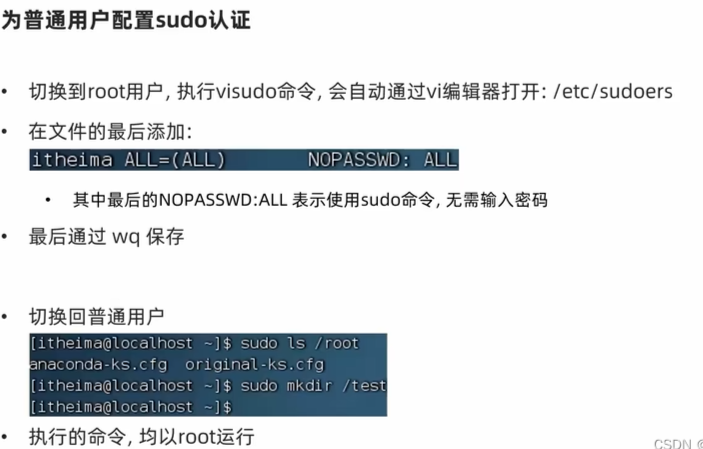 为普通用户配置sudo认证
• 切换到root用户, 执行visudo命令, 会自动通过vi编辑器打开: /etc/sudoers
• 在文件的最后添加:
itheima ALL=(ALL) NOPASSWD: ALL
• 其中最后的NOPASSWD:ALL 表示使用sudo命令, 无需输入密码
• 最后通过 wq 保存
• 切换回普通用户
[itheima@localhost ~]$ sudo ls /root
anaconda-ks.cfg original-ks.cfg
[itheima@localhost ~]$ sudo mkdir /test
[itheima@localhost ~]$
• 执行的命令, 均以root运行
CSDN @